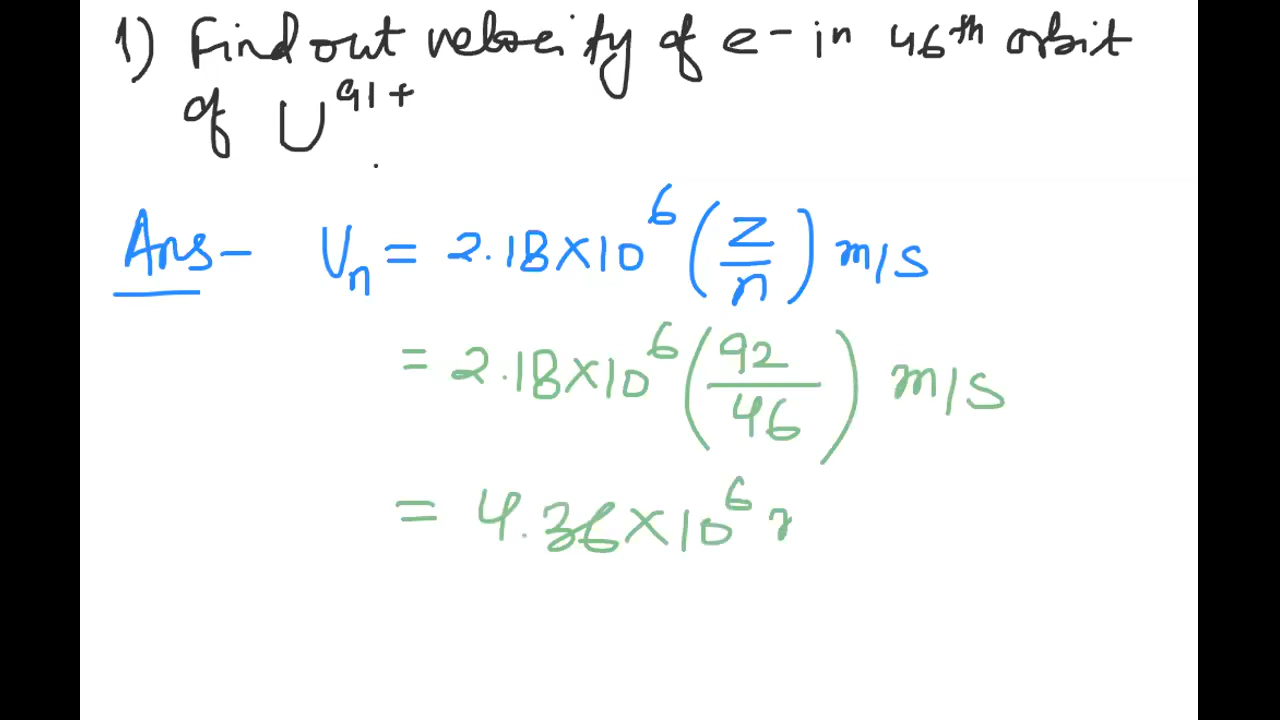 1) Find out velocity of e- in 46th orbit
of U^91+
Ans- Vn = 2.18×10^6 (Z/n) m/s
= 2.18×10^6 (92/46) m/s
= 4.36×10^6